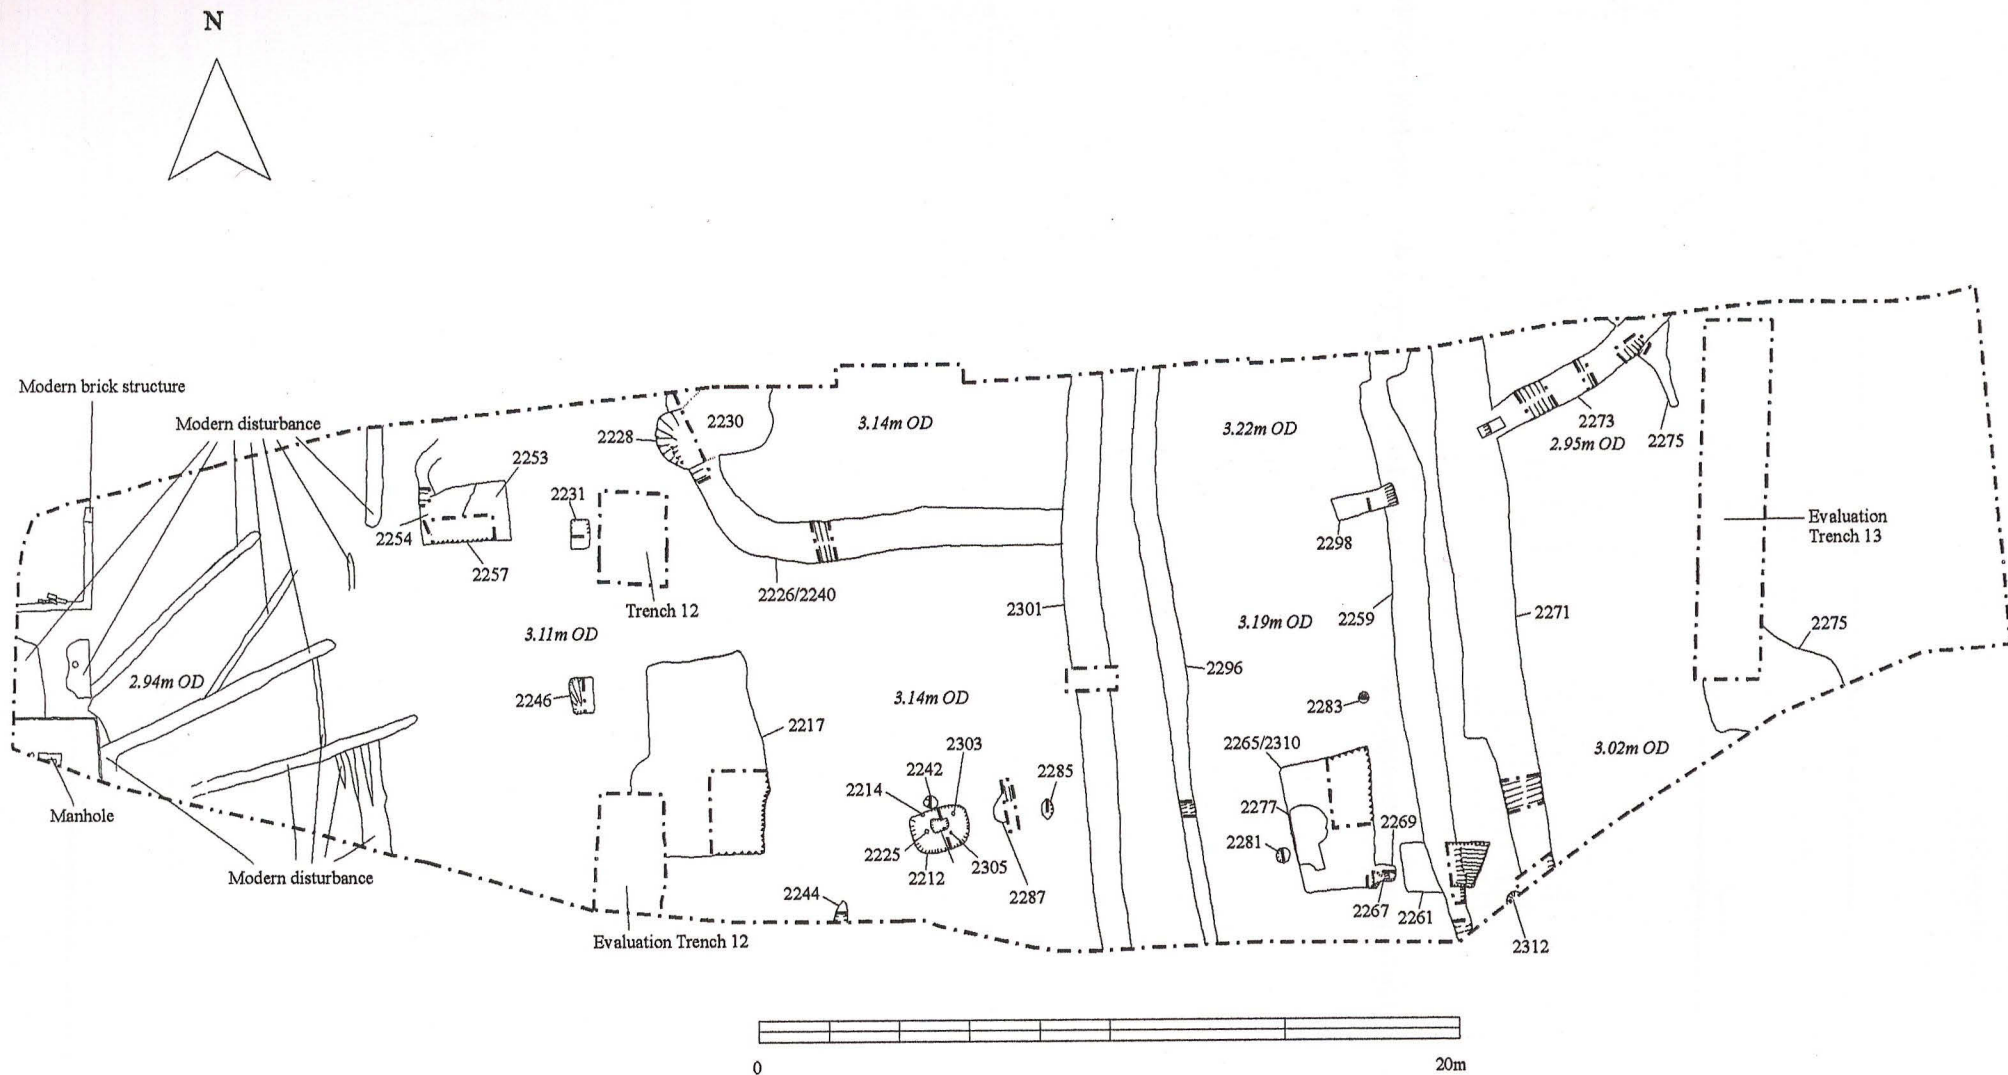 N
Modern brick structure
Modern disturbance
2228
2230
3.14m OD
3.22m OD
2273
2.95m OD
2275
2253
2231
2254
2257
2298
Evaluation
Trench 13
Trench 12
2226/2240
2301
3.11m OD
3.19m OD
2259
2271
2275
2.94m OD
2296
2246
3.14m OD
2283
2217
2303
2265/2310
3.02m OD
2242
2285
2214
2277
2269
Manhole
2281
2225
2305
2212
Modern disturbance
2244
2287
2267
2261
Evaluation Trench 12
2312
0
20m